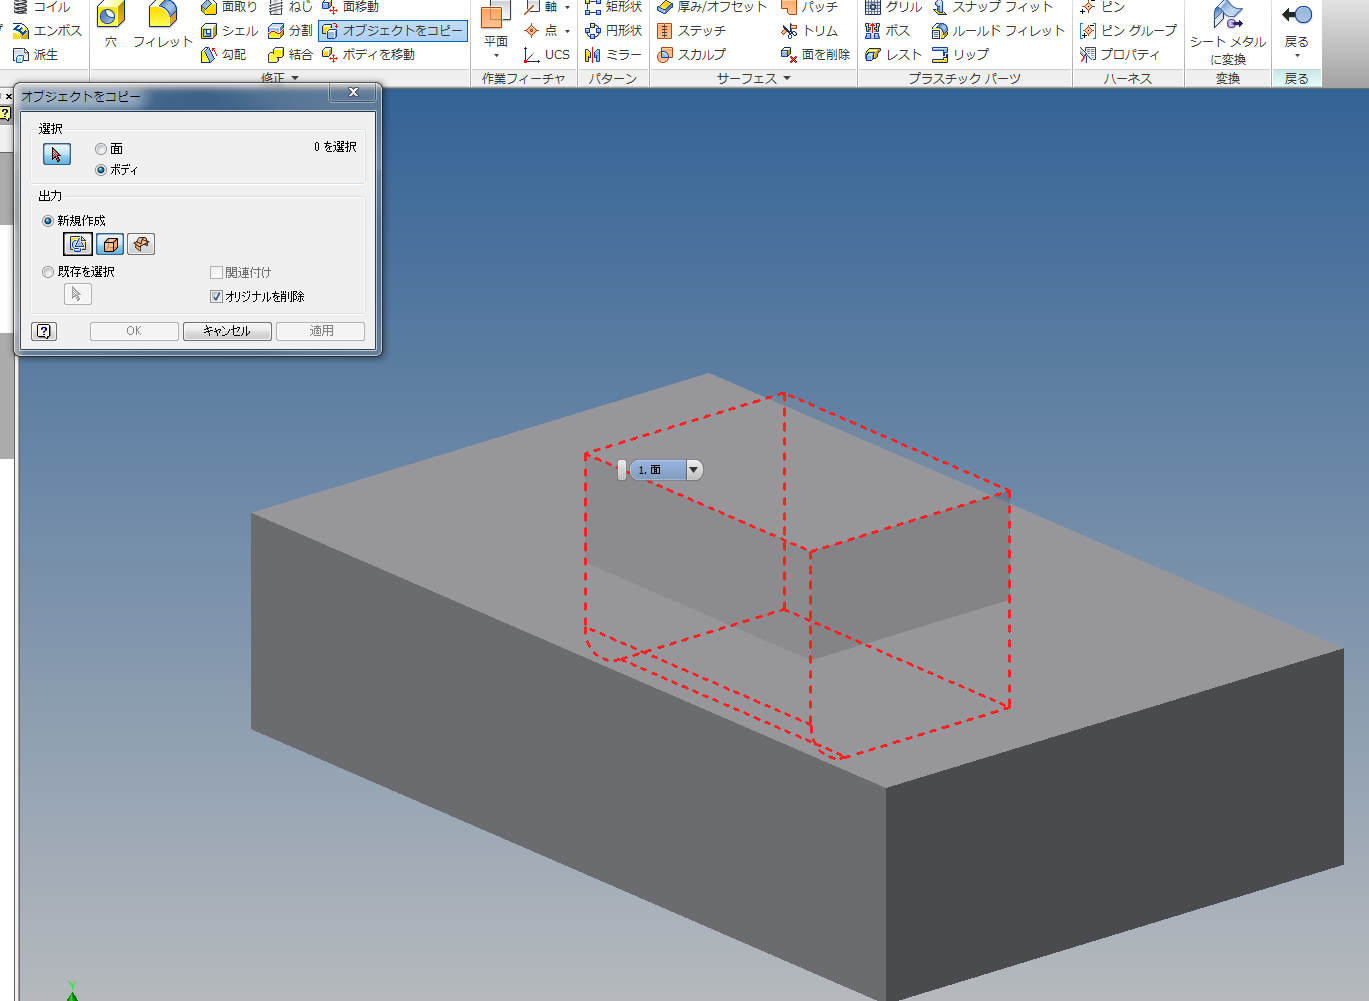 コイル 面取り ねじ 面移動 軸 矩形状 厚み/オフセット パッチ グリル スナップ フィット ピン
エンボス シェル 分割 オブジェクトをコピー 点 円形状 ステッチ トリム ボス ルールド フィレット ピン グループ
穴 フィレット 平面 シート メタル に変換 戻る
派生 勾配 結合 ボディを移動 UCS ミラー スカルプ 面を削除 レスト リップ プロパティ
修正 作業フィーチャ パターン サーフェス プラスチック パーツ ハーネス 変換 戻る
オブジェクトをコピー
選択
面
0 を選択
ボディ
出力
新規作成
既存を選択 関連付け
オリジナルを削除
OK キャンセル 適用
1. 面
Y